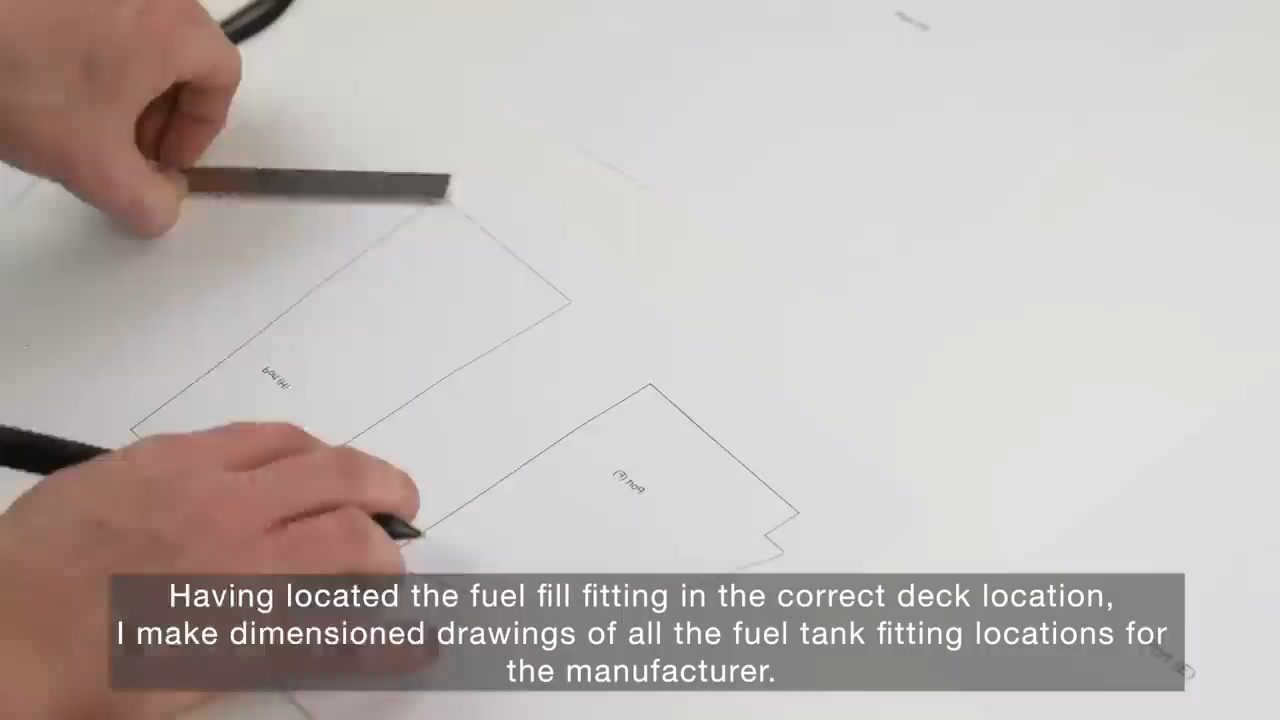 Port (F)
Having located the fuel fill fitting in the correct deck location,
I make dimensioned drawings of all the fuel tank fitting locations for
the manufacturer.